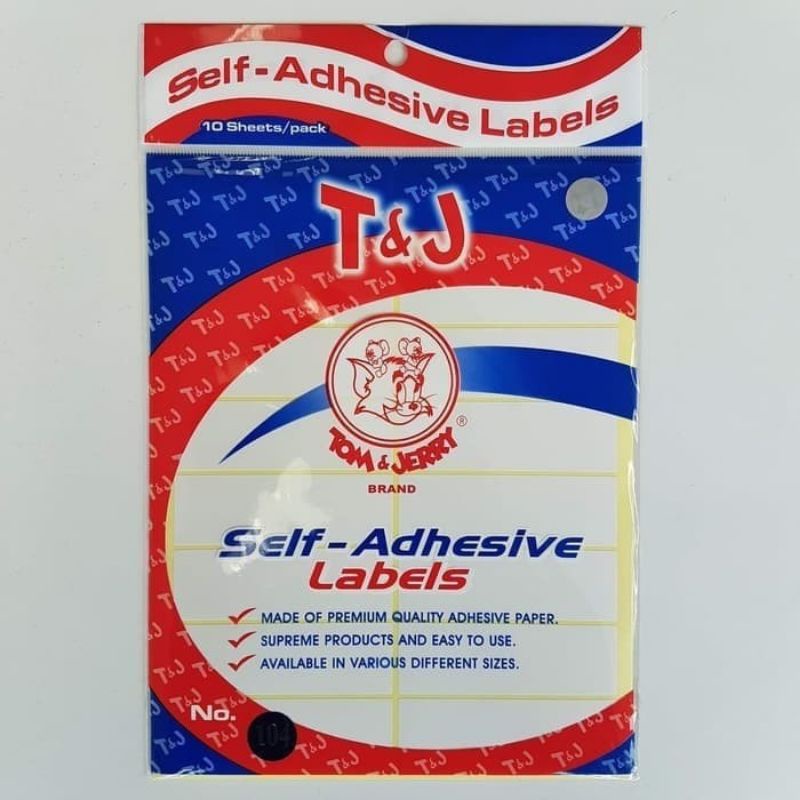 Self-Adhesive Labels
10 Sheets/pack
T&J
TOM & JERRY ®
BRAND
Self-Adhesive
Labels
MADE OF PREMIUM QUALITY ADHESIVE PAPER.
SUPREME PRODUCTS AND EASY TO USE.
AVAILABLE IN VARIOUS DIFFERENT SIZES.
No. 104